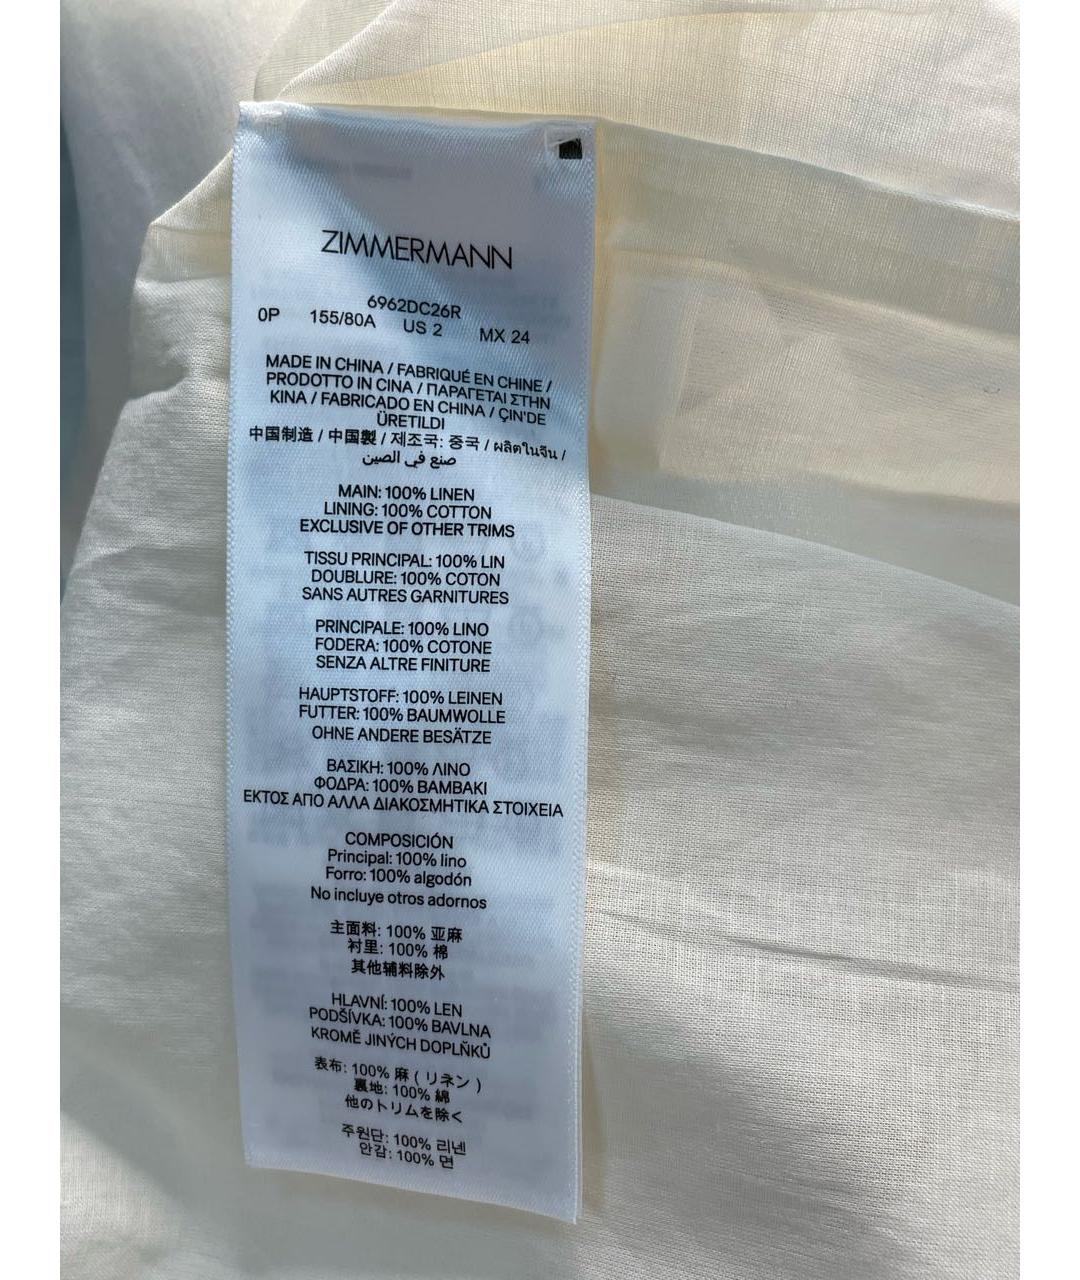 ZIMMERMANN
6962DC26R
0P 155/80A US 2 MX 24
MADE IN CHINA / FABRIQUÉ EN CHINE /
PRODOTTO IN CINA / ΠΑΡΑΓΕΤΑΙ ΣΤΗΝ
ΚΙΝΑ / FABRICADO EN CHINA / ÇIN'DE
ÜRETILDI
中国制造 / 中国製 / 제조국: 중국 / ผลิตในจีน /
صنع في الصين
MAIN: 100% LINEN
LINING: 100% COTTON
EXCLUSIVE OF OTHER TRIMS
TISSU PRINCIPAL: 100% LIN
DOUBLURE: 100% COTON
SANS AUTRES GARNITURES
PRINCIPALE: 100% LINO
FODERA: 100% COTONE
SENZA ALTRE FINITURE
HAUPTSTOFF: 100% LEINEN
FUTTER: 100% BAUMWOLLE
OHNE ANDERE BESÄTZE
ΒΑΣΙΚΗ: 100% ΛΙΝΟ
ΦΟΔΡΑ: 100% ΒΑΜΒΑΚΙ
ΕΚΤΟΣ ΑΠΟ ΑΛΛΑ ΔΙΑΚΟΣΜΗΤΙΚΑ ΣΤΟΙΧΕΙΑ
COMPOSICIÓN
Principal: 100% lino
Forro: 100% algodón
No incluye otros adornos
主面料: 100% 亚麻
衬里: 100% 棉
其他辅料除外
HLAVNÍ: 100% LEN
PODŠÍVKA: 100% BAVLNA
KROMĚ JINÝCH DOPLŇKŮ
表布: 100% 麻 ( リネン )
裏地: 100% 綿
他のトリムを除く
주원단: 100% 리넨
안감: 100% 면